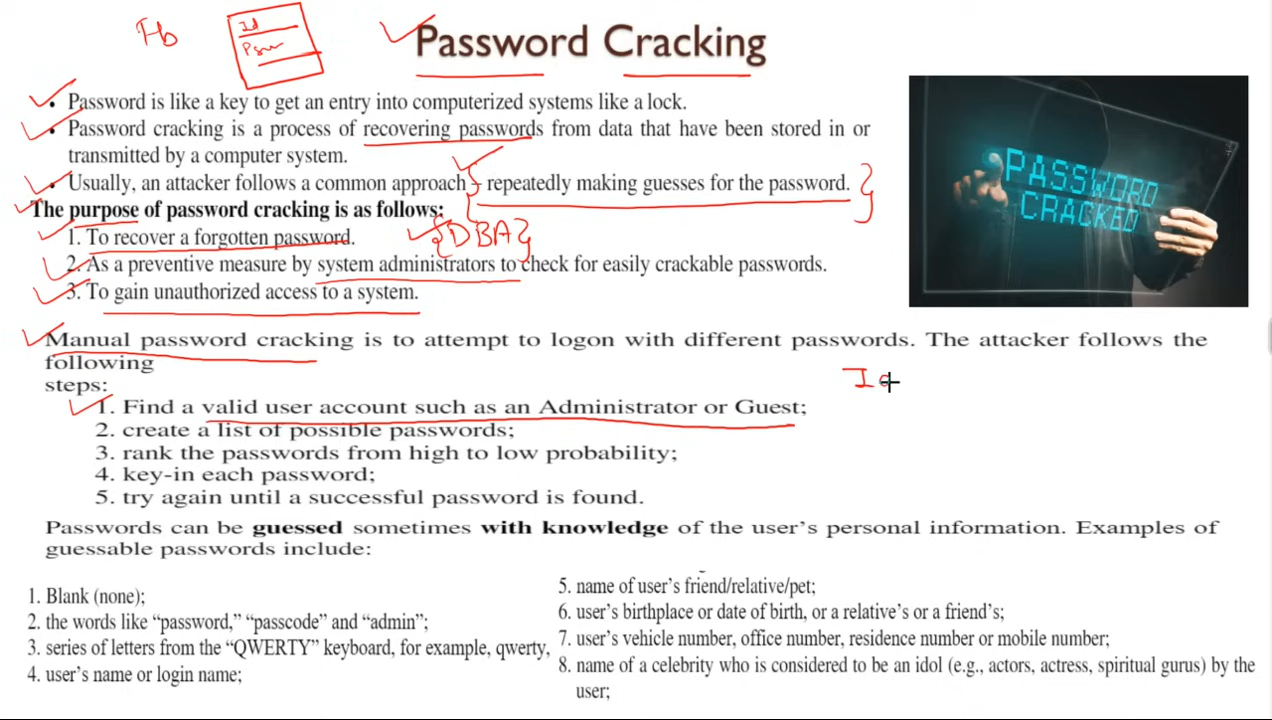 Fb
Id
Password Cracking
• Password is like a key to get an entry into computerized systems like a lock.
• Password cracking is a process of recovering passwords from data that have been stored in or
transmitted by a computer system.
• Usually, an attacker follows a common approach – repeatedly making guesses for the password.
The purpose of password cracking is as follows:
1. To recover a forgotten password.
{DBA}
2. As a preventive measure by system administrators to check for easily crackable passwords.
3. To gain unauthorized access to a system.
PASSWORD
CRACKED
Manual password cracking is to attempt to logon with different passwords. The attacker follows the
following
steps:
1. Find a valid user account such as an Administrator or Guest;
2. create a list of possible passwords;
3. rank the passwords from high to low probability;
4. key-in each password;
5. try again until a successful password is found.
Passwords can be guessed sometimes with knowledge of the user's personal information. Examples of
guessable passwords include:
1. Blank (none);
2. the words like “password,” “passcode” and “admin”;
3. series of letters from the “QWERTY” keyboard, for example, qwerty,
4. user's name or login name;
5. name of user's friend/relative/pet;
6. user's birthplace or date of birth, or a relative's or a friend's;
7. user's vehicle number, office number, residence number or mobile number;
8. name of a celebrity who is considered to be an idol (e.g., actors, actress, spiritual gurus) by the
user;